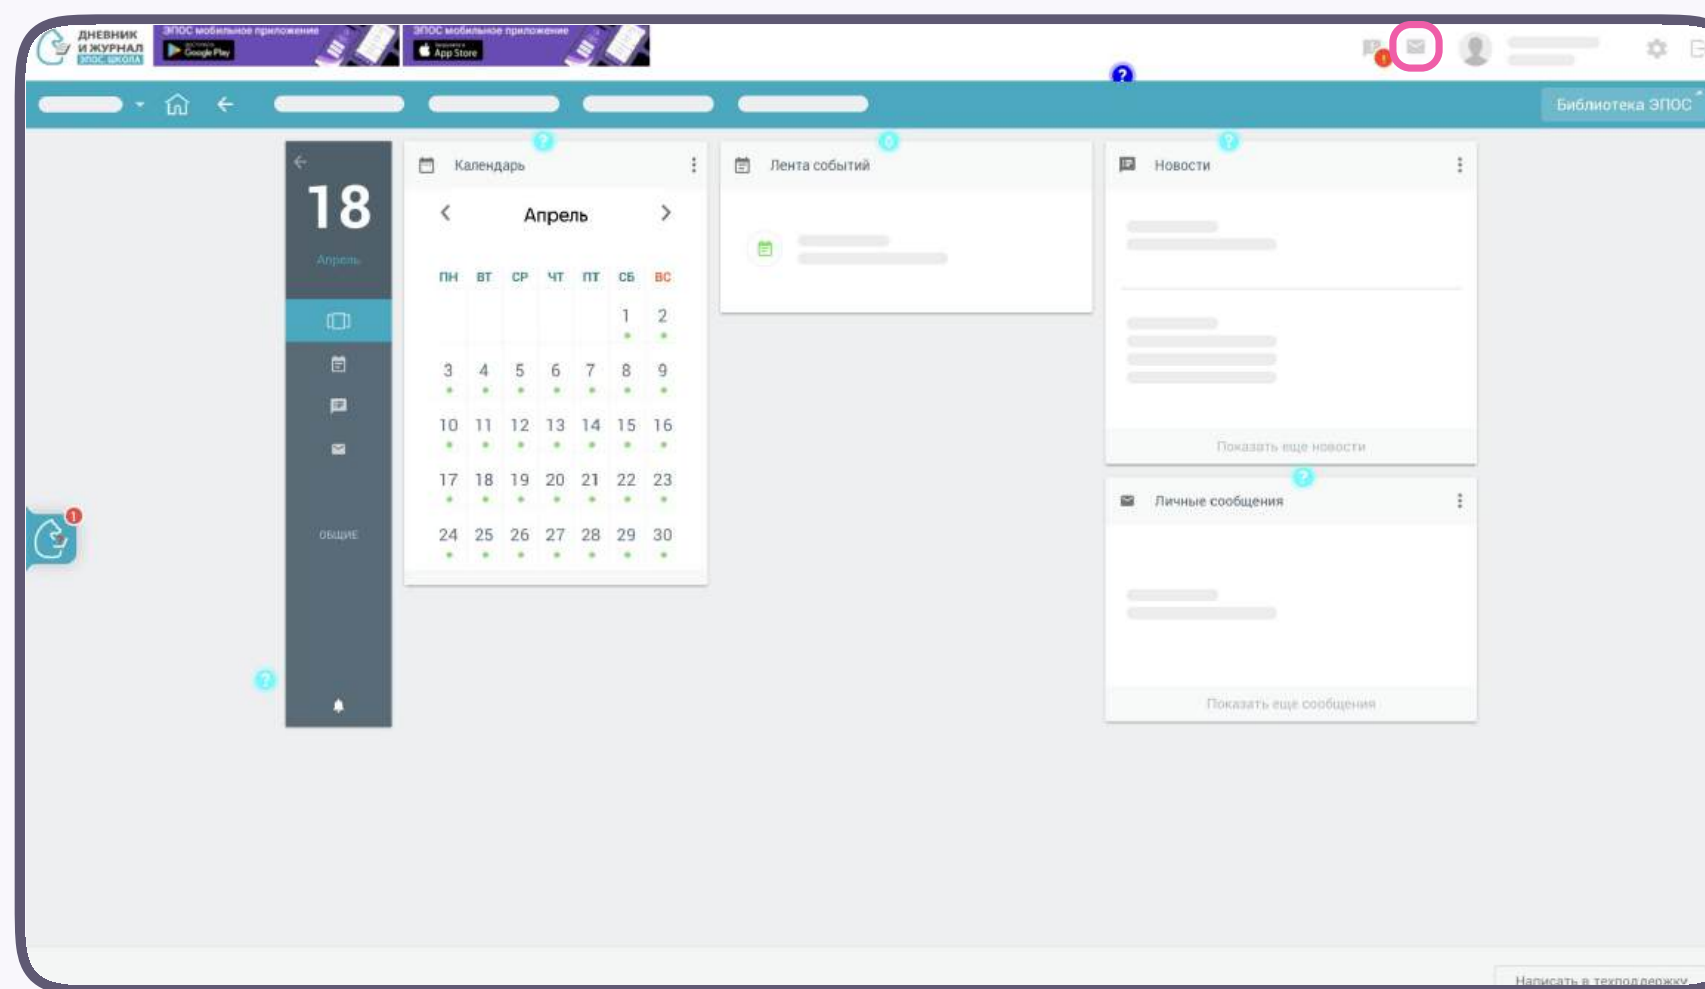 ДНЕВНИК
И ЖУРНАЛ
ЭПОС.ШКОЛА
ЭПОС мобильное приложение
Google Play
ЭПОС мобильное приложение
App Store
!
?
Библиотека ЭПОС
18
Апрель
ОБЩИЕ
?
?
Календарь
Апрель
ПН ВТ СР ЧТ ПТ СБ ВС
1 2
3 4 5 6 7 8 9
10 11 12 13 14 15 16
17 18 19 20 21 22 23
24 25 26 27 28 29 30
Лента событий
?
Новости
Показать еще новости
?
Личные сообщения
Показать еще сообщения
1
Написать в техподдержку